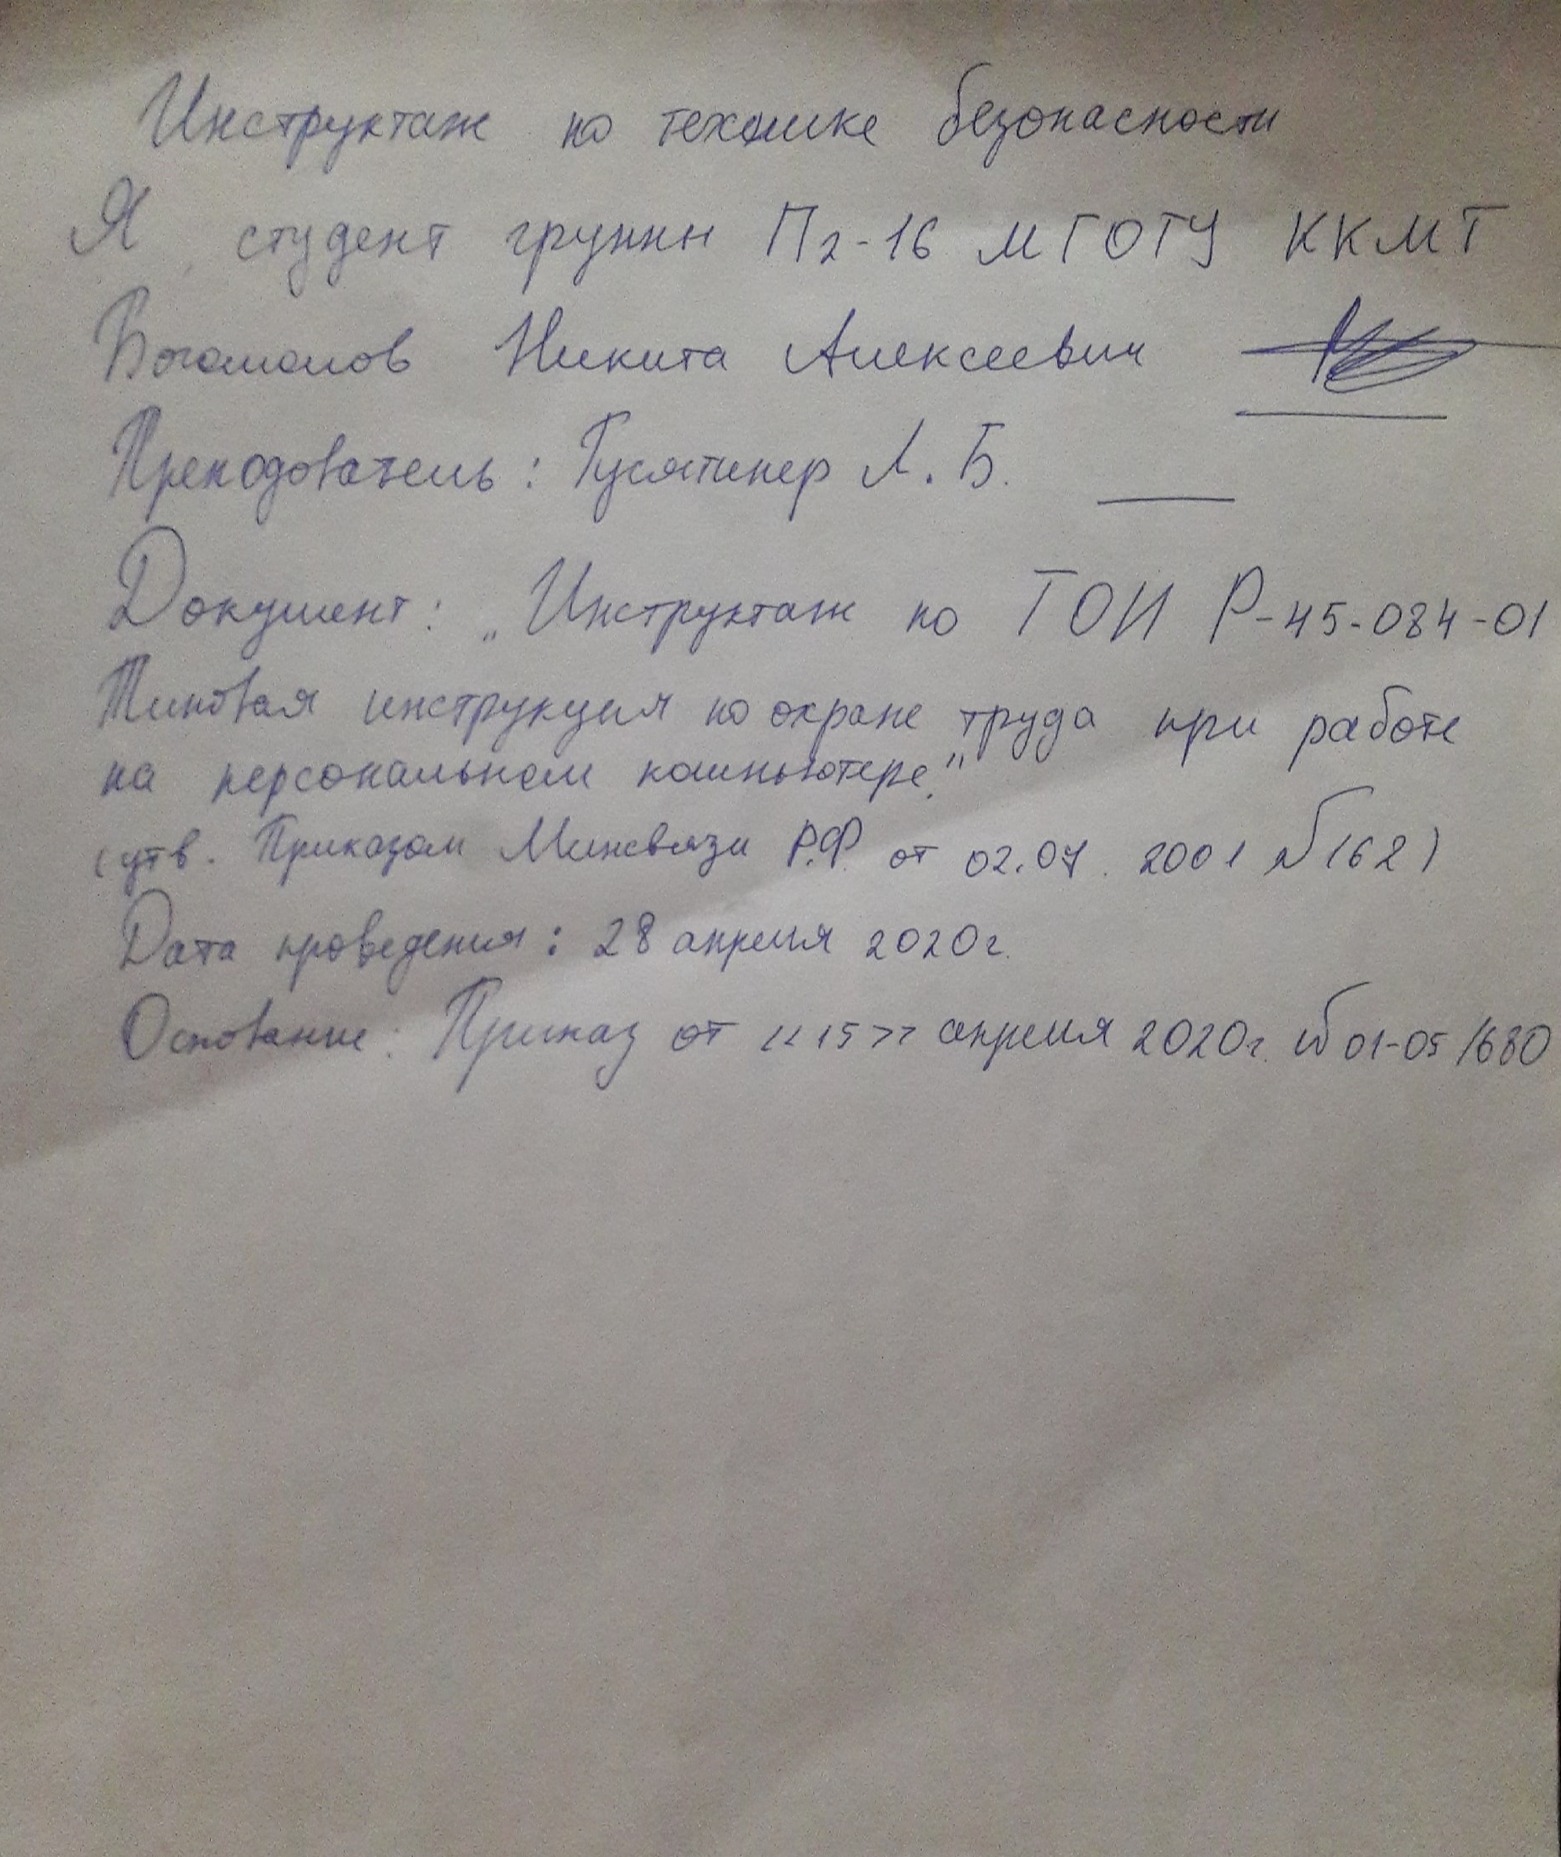 Инструктаж по технике безопасности
Я студент группы П2-16 МГОТУ ККМТ
Богомолов Никита Алексеевич
Преподователь: Гусятинер Л. Б.
Документ: „Инструктаж по ТОИ Р-45-084-01
Типовая инструкция по охране труда при работе
на персональном компьютере."
(утв. Приказом Минсвязи Р.Ф. от 02.07.2001 №162)
Дата проведения: 28 апреля 2020г.
Основание: Приказ от «15» апреля 2020г. №01-05/680